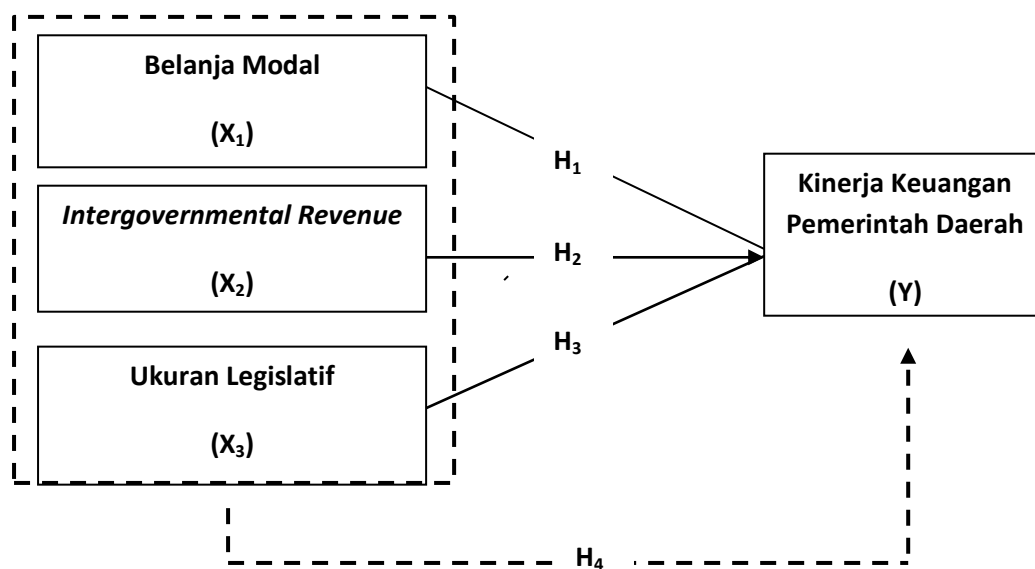 Belanja Modal
(X₁)
Intergovernmental Revenue
(X₂)
Ukuran Legislatif
(X₃)
H₁
H₂
H₃
Kinerja Keuangan
Pemerintah Daerah
(Y)
H₄